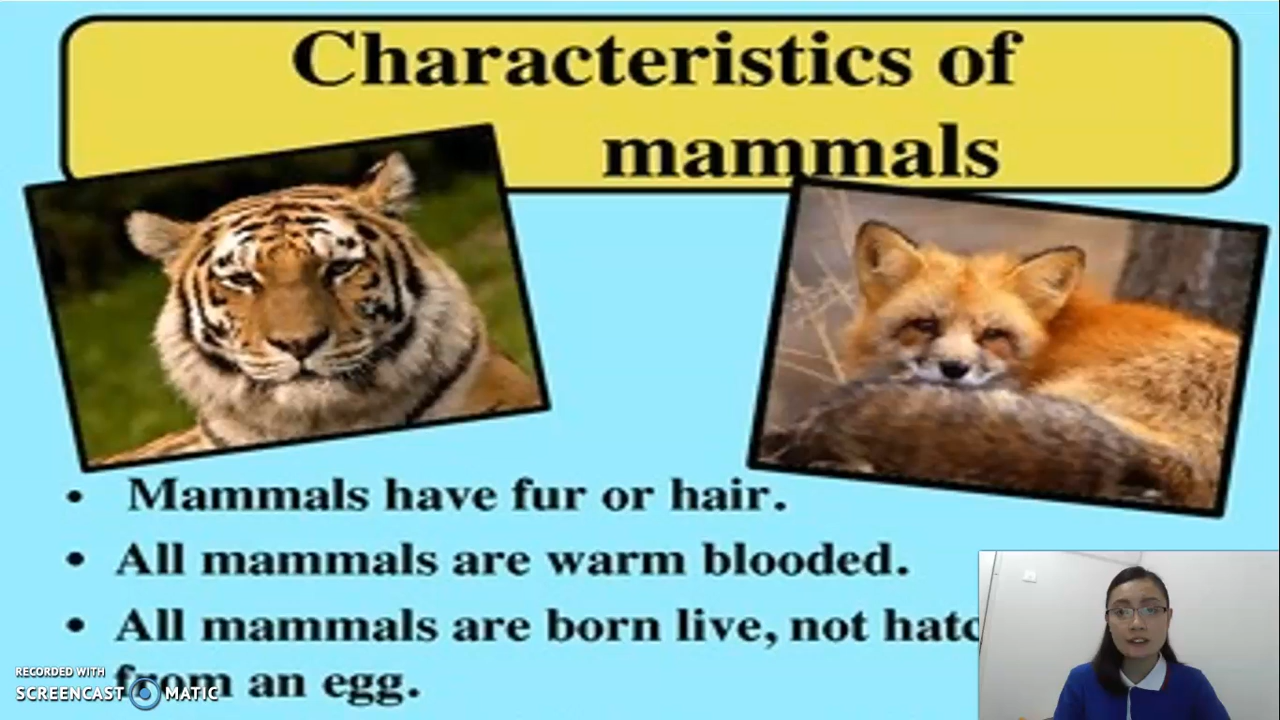 Characteristics of
mammals
• Mammals have fur or hair.
• All mammals are warm blooded.
• All mammals are born live, not hatc
from an egg.
RECORDED WITH
SCREENCAST MATIC